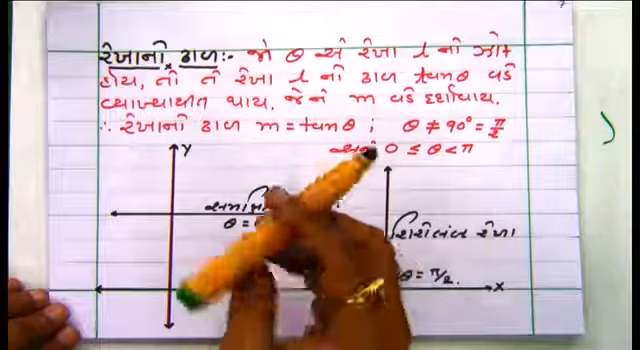 રેખાનો ઢાળ:- જો θ એ રેખા l નો ઝોક
હોય, તો તે રેખા l નો ઢાળ tanθ વડે
વ્યાખ્યાયીત થાય. જેને m વડે દર્શાવાય.
∴ રેખાનો ઢાળ m = tanθ ; θ ≠ 90° = π/2
0 ≤ θ < π
Y
શિરોલંબ રેખા
θ =
θ = π/2.
X